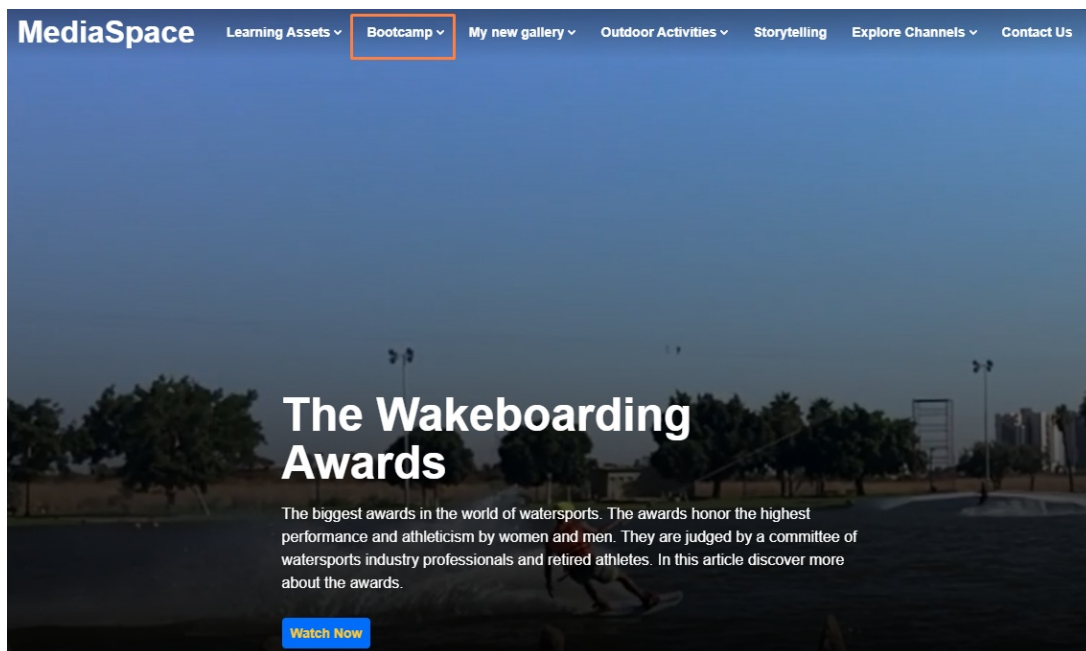 MediaSpace Learning Assets Bootcamp My new gallery Outdoor Activities Storytelling Explore Channels Contact Us
The Wakeboarding
Awards
The biggest awards in the world of watersports. The awards honor the highest
performance and athleticism by women and men. They are judged by a committee of
watersports industry professionals and retired athletes. In this article discover more
about the awards.
Watch Now